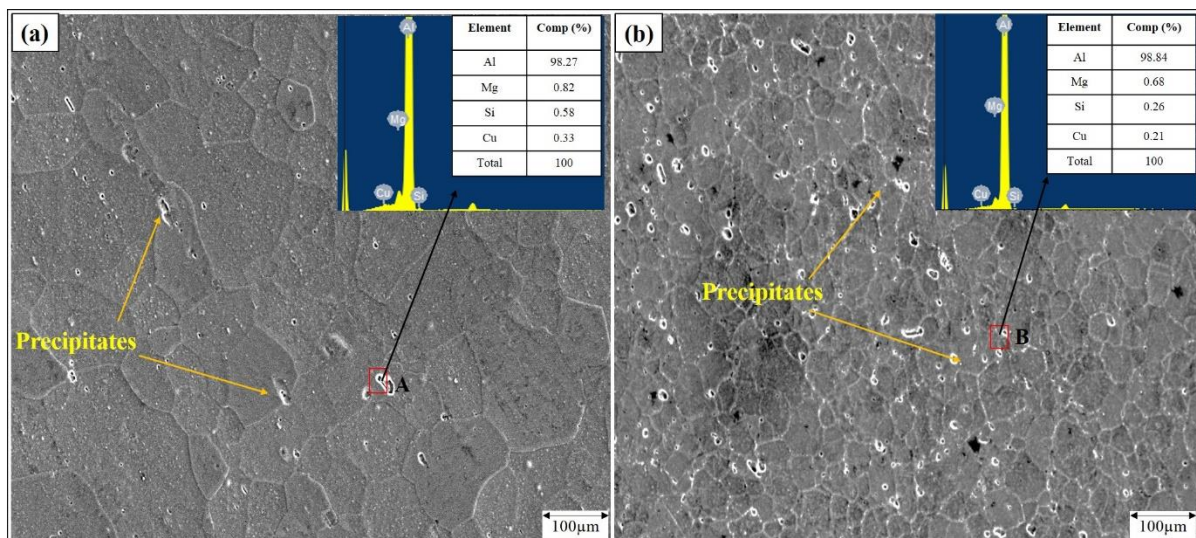 (a)
Al
Mg
Cu
Si
Element Comp (%)
Al 98.27
Mg 0.82
Si 0.58
Cu 0.33
Total 100
Precipitates
A
100µm
(b)
Al
Mg
Cu
Si
Element Comp (%)
Al 98.84
Mg 0.68
Si 0.26
Cu 0.21
Total 100
Precipitates
B
100µm